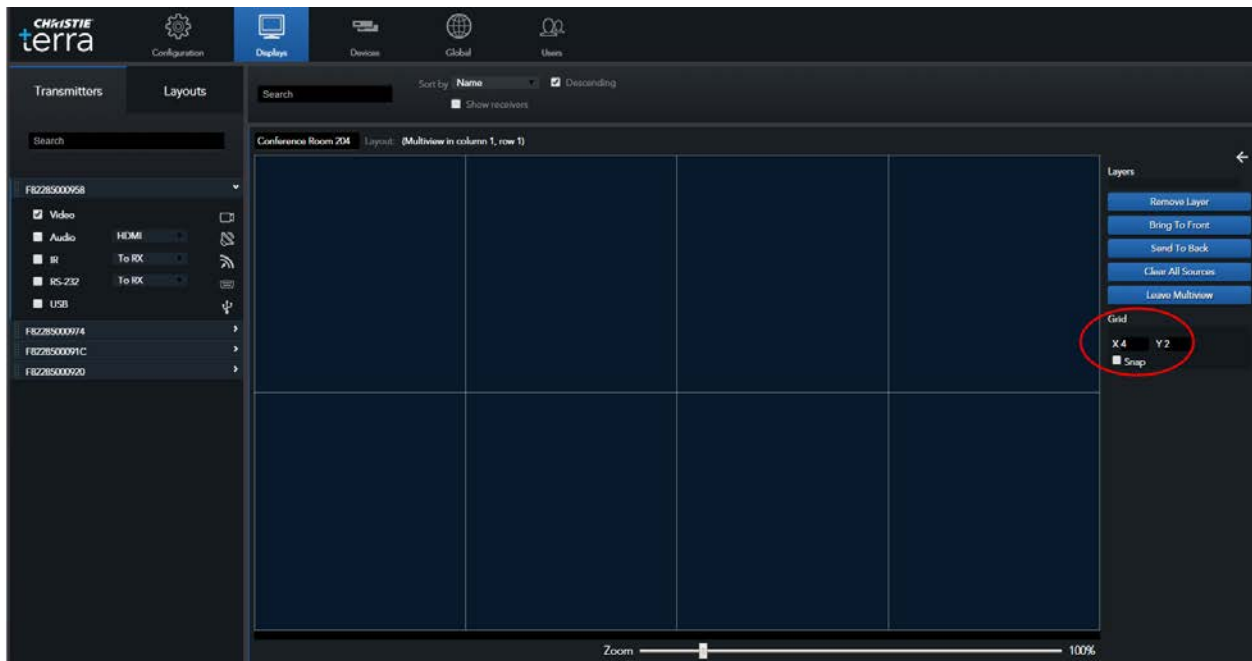 CHRISTIE
terra
Configuration
Displays
Devices
Global
Users
Transmitters
Layouts
Search
Sort by Name
Descending
Show receivers
Search
Conference Room 204 Layout: (Multiview in column 1, row 1)
F82285000958
Video
Audio HDMI
IR To RX
RS-232 To RX
USB
F82285000974
F8228500091C
F82285000920
Layers
Remove Layer
Bring To Front
Send To Back
Clear All Sources
Leave Multiview
Grid
X 4 Y 2
Snap
Zoom 100%